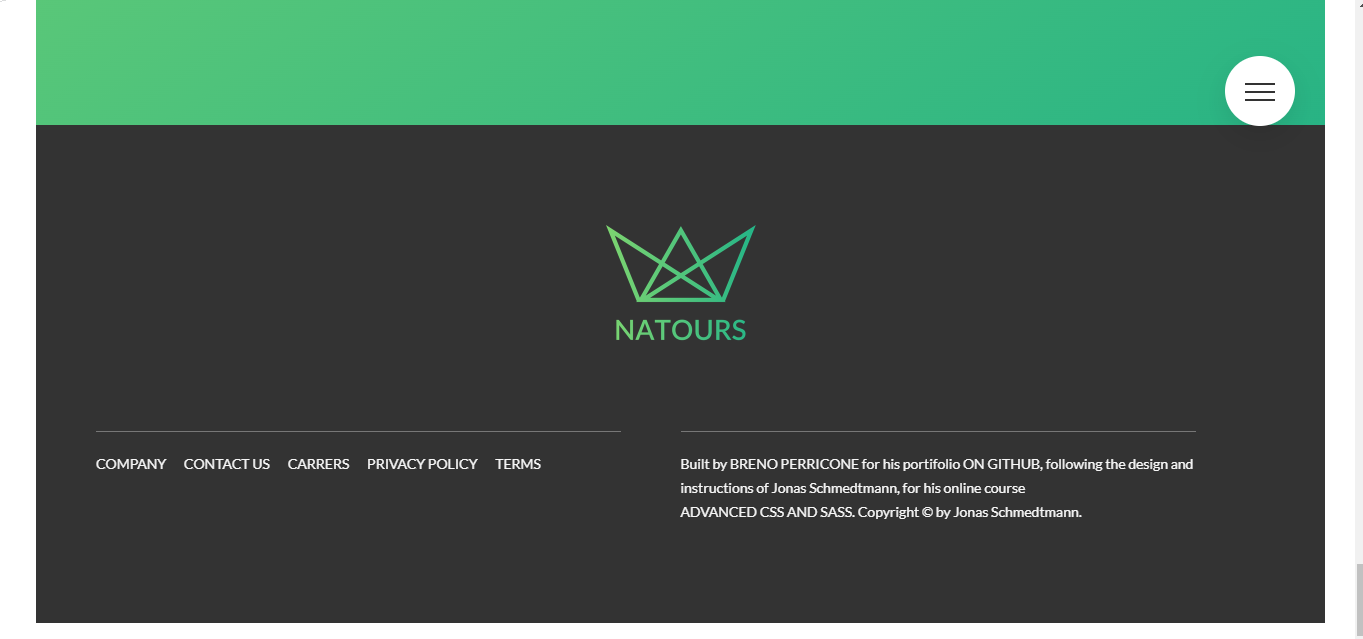 NATOURS
COMPANY CONTACT US CARRERS PRIVACY POLICY TERMS
Built by BRENO PERRICONE for his portifolio ON GITHUB, following the design and
instructions of Jonas Schmedtmann, for his online course
ADVANCED CSS AND SASS. Copyright © by Jonas Schmedtmann.